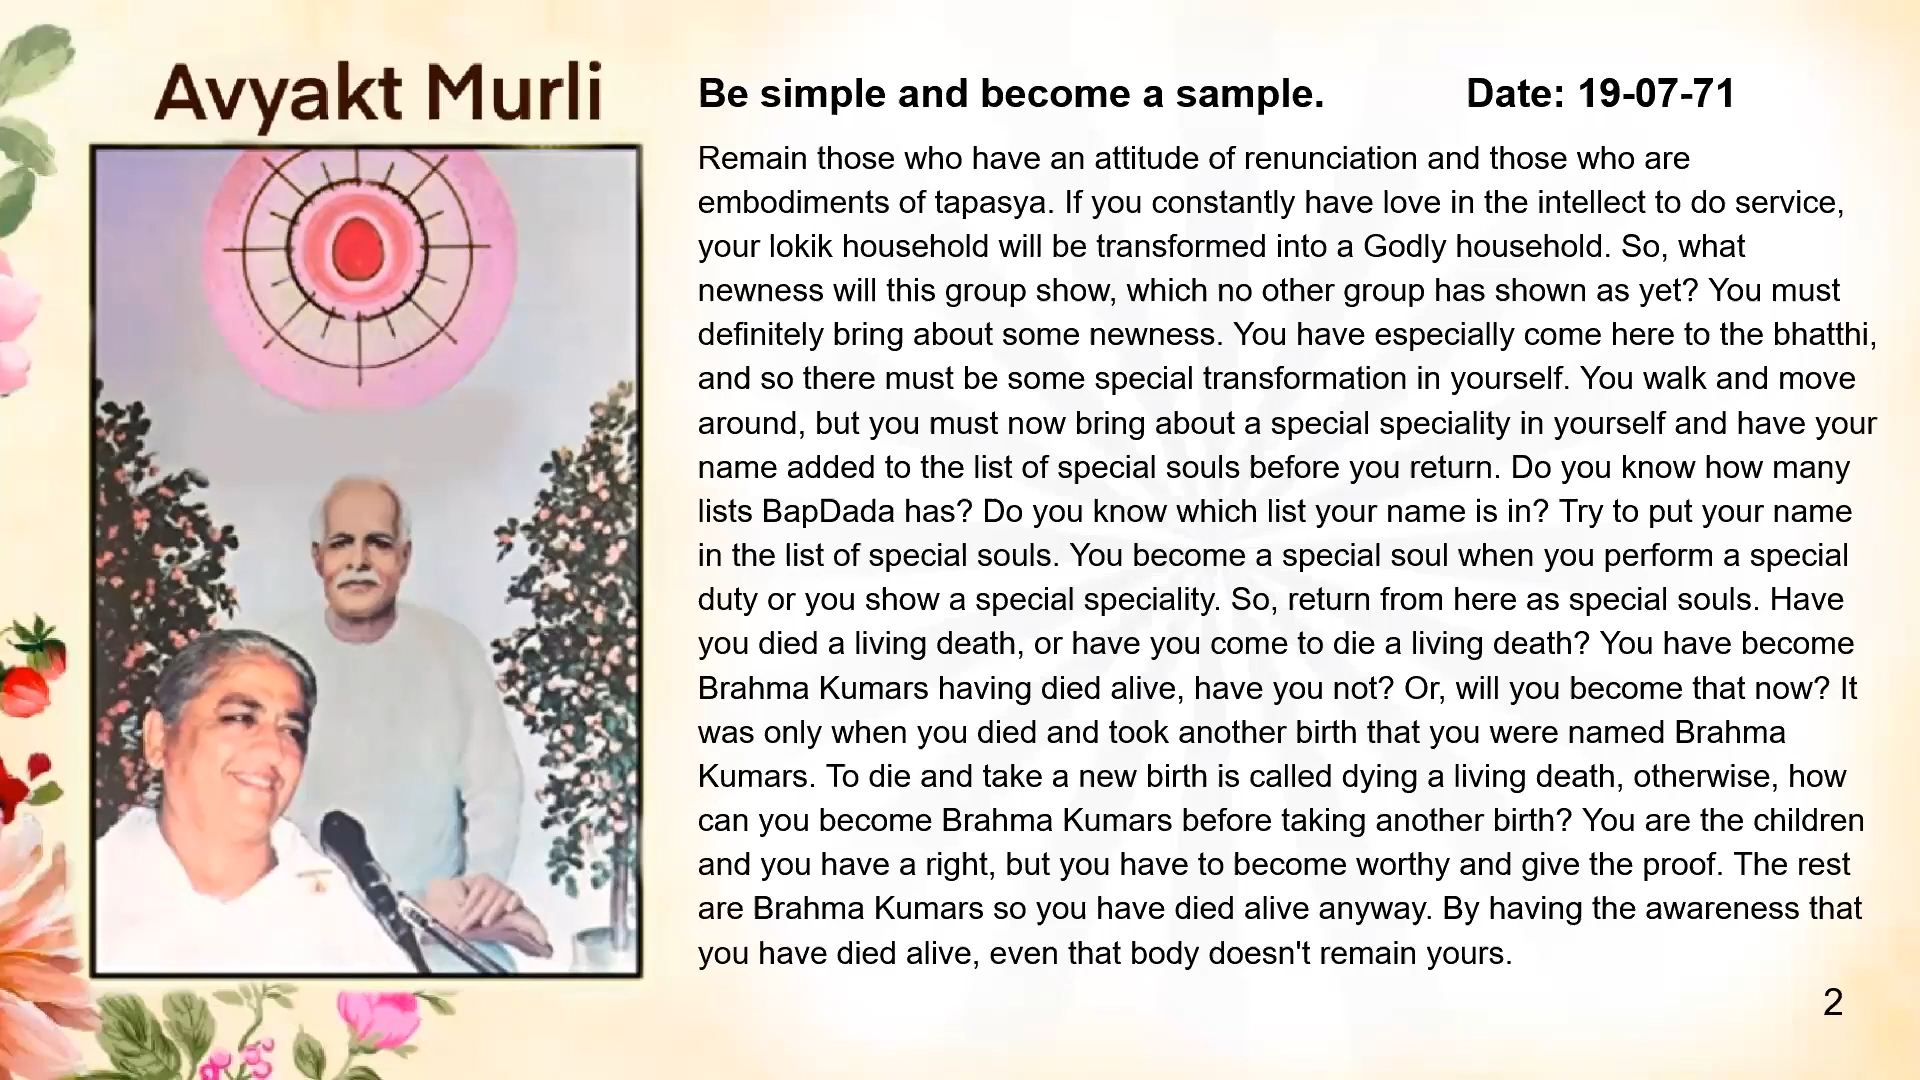 Avyakt Murli
Be simple and become a sample. Date: 19-07-71
Remain those who have an attitude of renunciation and those who are
embodiments of tapasya. If you constantly have love in the intellect to do service,
your lokik household will be transformed into a Godly household. So, what
newness will this group show, which no other group has shown as yet? You must
definitely bring about some newness. You have especially come here to the bhatthi,
and so there must be some special transformation in yourself. You walk and move
around, but you must now bring about a special speciality in yourself and have your
name added to the list of special souls before you return. Do you know how many
lists BapDada has? Do you know which list your name is in? Try to put your name
in the list of special souls. You become a special soul when you perform a special
duty or you show a special speciality. So, return from here as special souls. Have
you died a living death, or have you come to die a living death? You have become
Brahma Kumars having died alive, have you not? Or, will you become that now? It
was only when you died and took another birth that you were named Brahma
Kumars. To die and take a new birth is called dying a living death, otherwise, how
can you become Brahma Kumars before taking another birth? You are the children
and you have a right, but you have to become worthy and give the proof. The rest
are Brahma Kumars so you have died alive anyway. By having the awareness that
you have died alive, even that body doesn't remain yours.
2